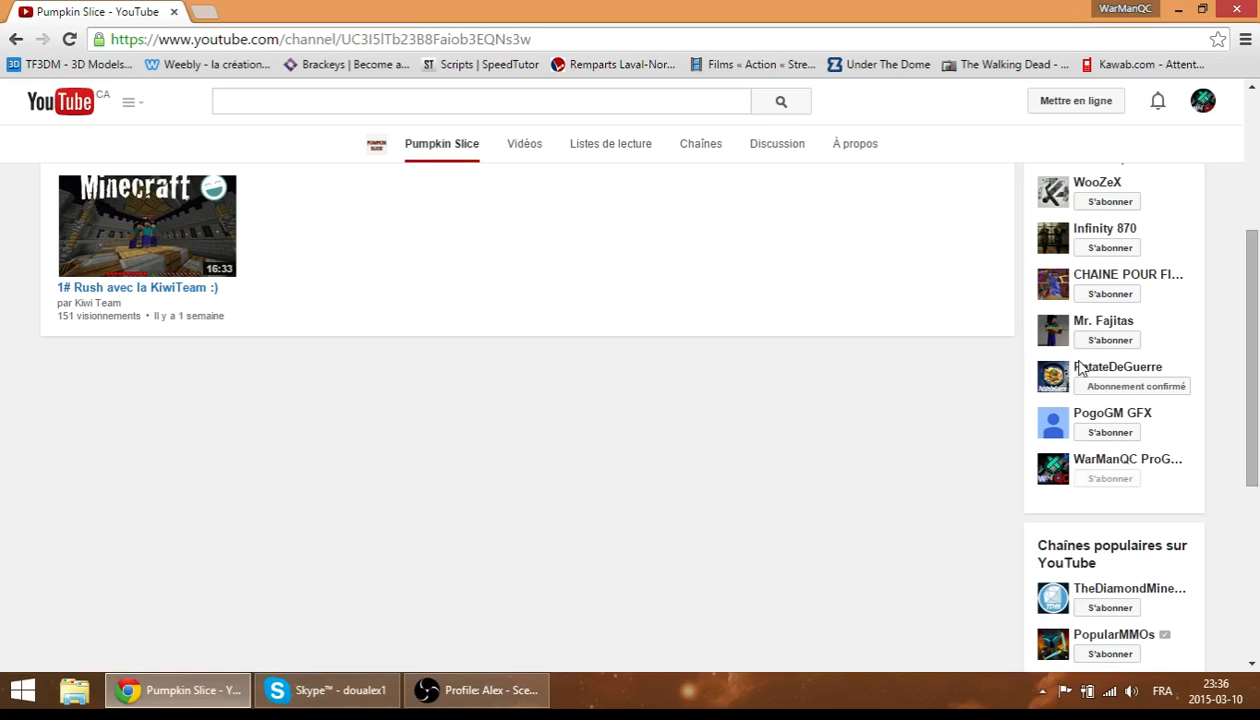 Pumpkin Slice - YouTube
WarManQC
https://www.youtube.com/channel/UC3I5lTb23B8Faiob3EQNs3w
TF3DM - 3D Models...
Weebly - la création...
Brackeys | Become a...
ST Scripts | SpeedTutor
Remparts Laval-Nor...
Films « Action « Stre...
Under The Dome
The Walking Dead - ...
Kawab.com - Attent...
YouTube CA
Mettre en ligne
PUMPKIN SLICE
Pumpkin Slice
Vidéos
Listes de lecture
Chaînes
Discussion
À propos
Minecraft
16:33
1# Rush avec la KiwiTeam :)
par Kiwi Team
151 visionnements • Il y a 1 semaine
WooZeX
S'abonner
Infinity 870
S'abonner
CHAINE POUR FI...
S'abonner
Mr. Fajitas
S'abonner
PatateDeGuerre
Abonnement confirmé
PogoGM GFX
S'abonner
WarManQC ProG...
S'abonner
Chaînes populaires sur
YouTube
TheDiamondMine...
S'abonner
PopularMMOs
S'abonner
Pumpkin Slice - Y...
Skype™ - doualex1
Profile: Alex - Sce...
FRA
23:36
2015-03-10